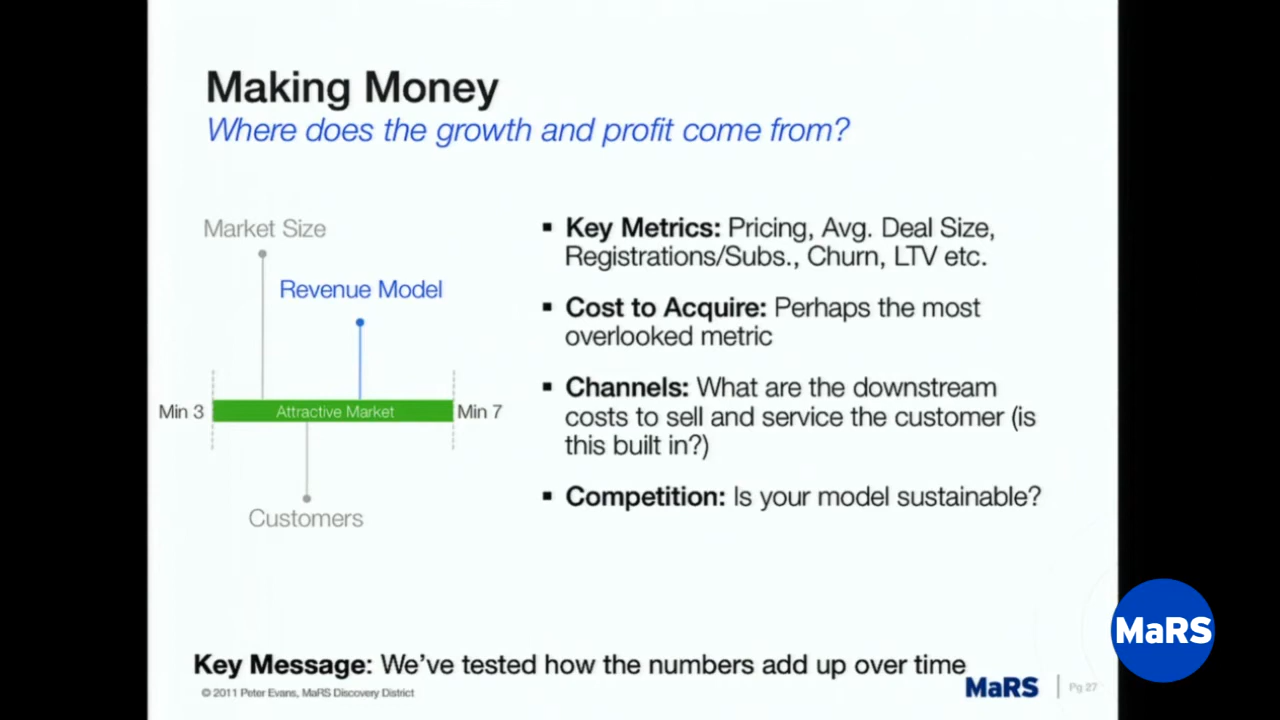 Making Money
Where does the growth and profit come from?
Market Size
Revenue Model
Min 3
Attractive Market
Min 7
Customers
▪ Key Metrics: Pricing, Avg. Deal Size,
Registrations/Subs., Churn, LTV etc.
▪ Cost to Acquire: Perhaps the most
overlooked metric
▪ Channels: What are the downstream
costs to sell and service the customer (is
this built in?)
▪ Competition: Is your model sustainable?
Key Message: We've tested how the numbers add up over time
© 2011 Peter Evans, MaRS Discovery District
MaRS
Pg 27
MaRS